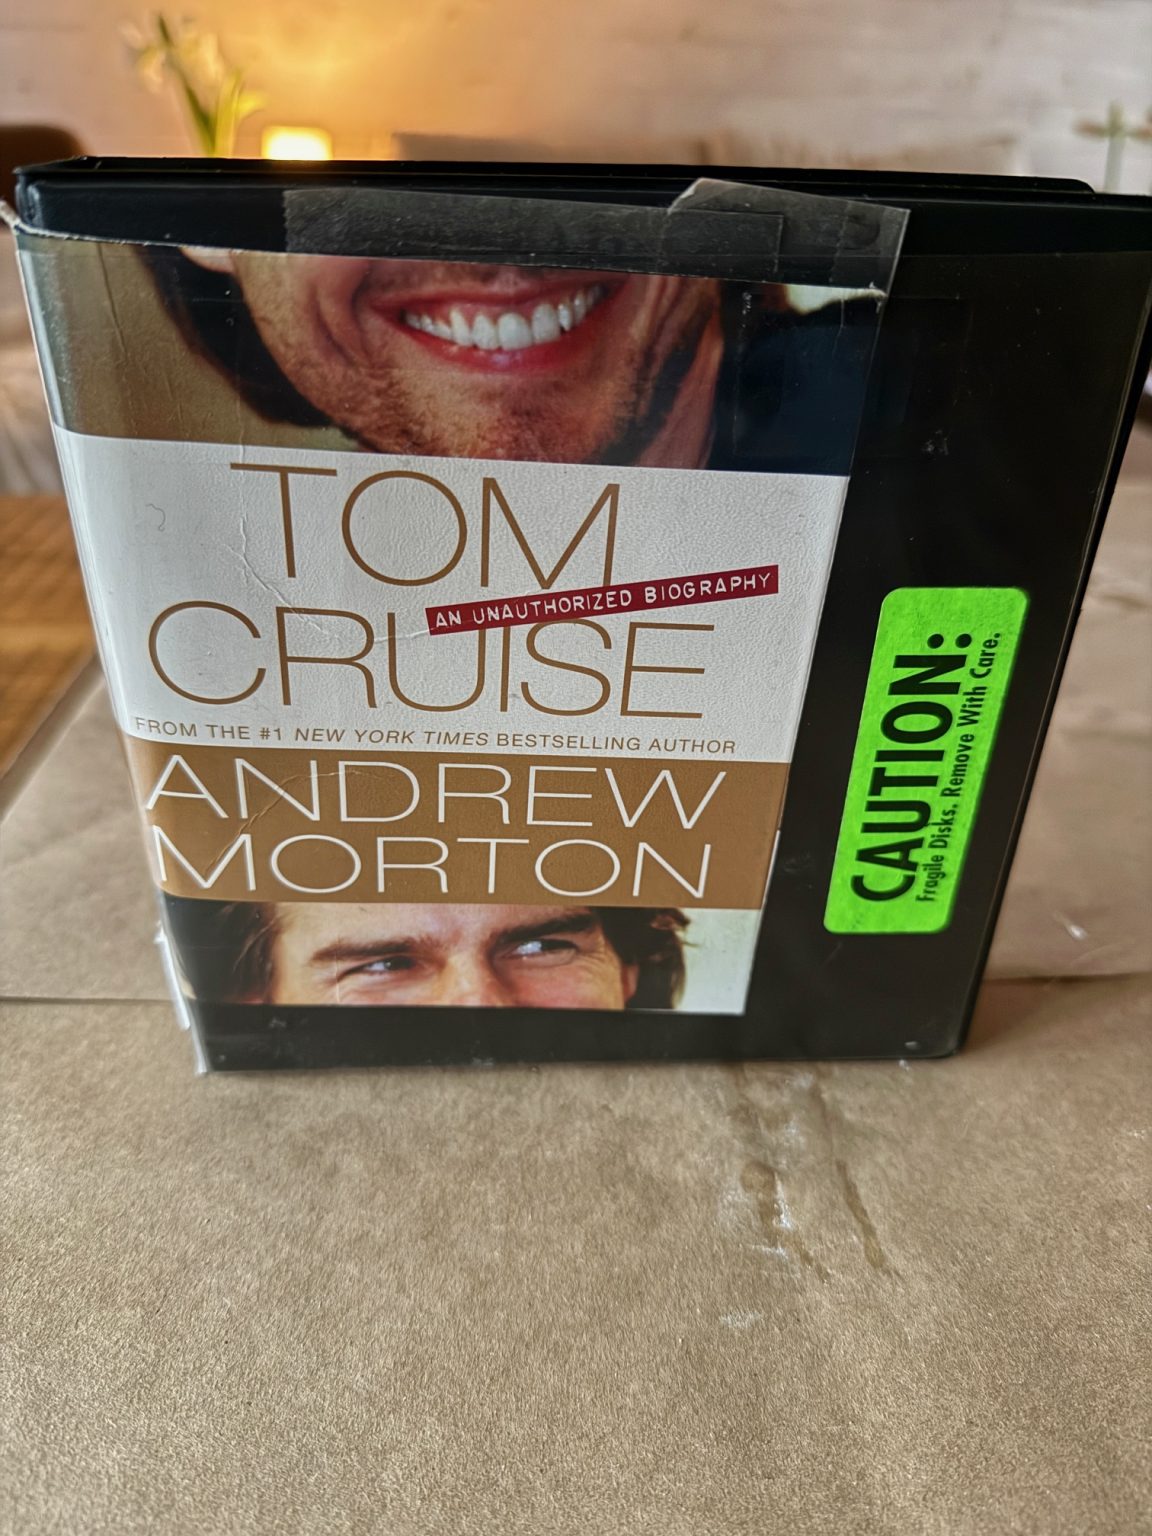 TOM
AN UNAUTHORIZED BIOGRAPHY
CRUISE
FROM THE #1 NEW YORK TIMES BESTSELLING AUTHOR
ANDREW
MORTON
CAUTION:
Fragile Disks. Remove With Care.